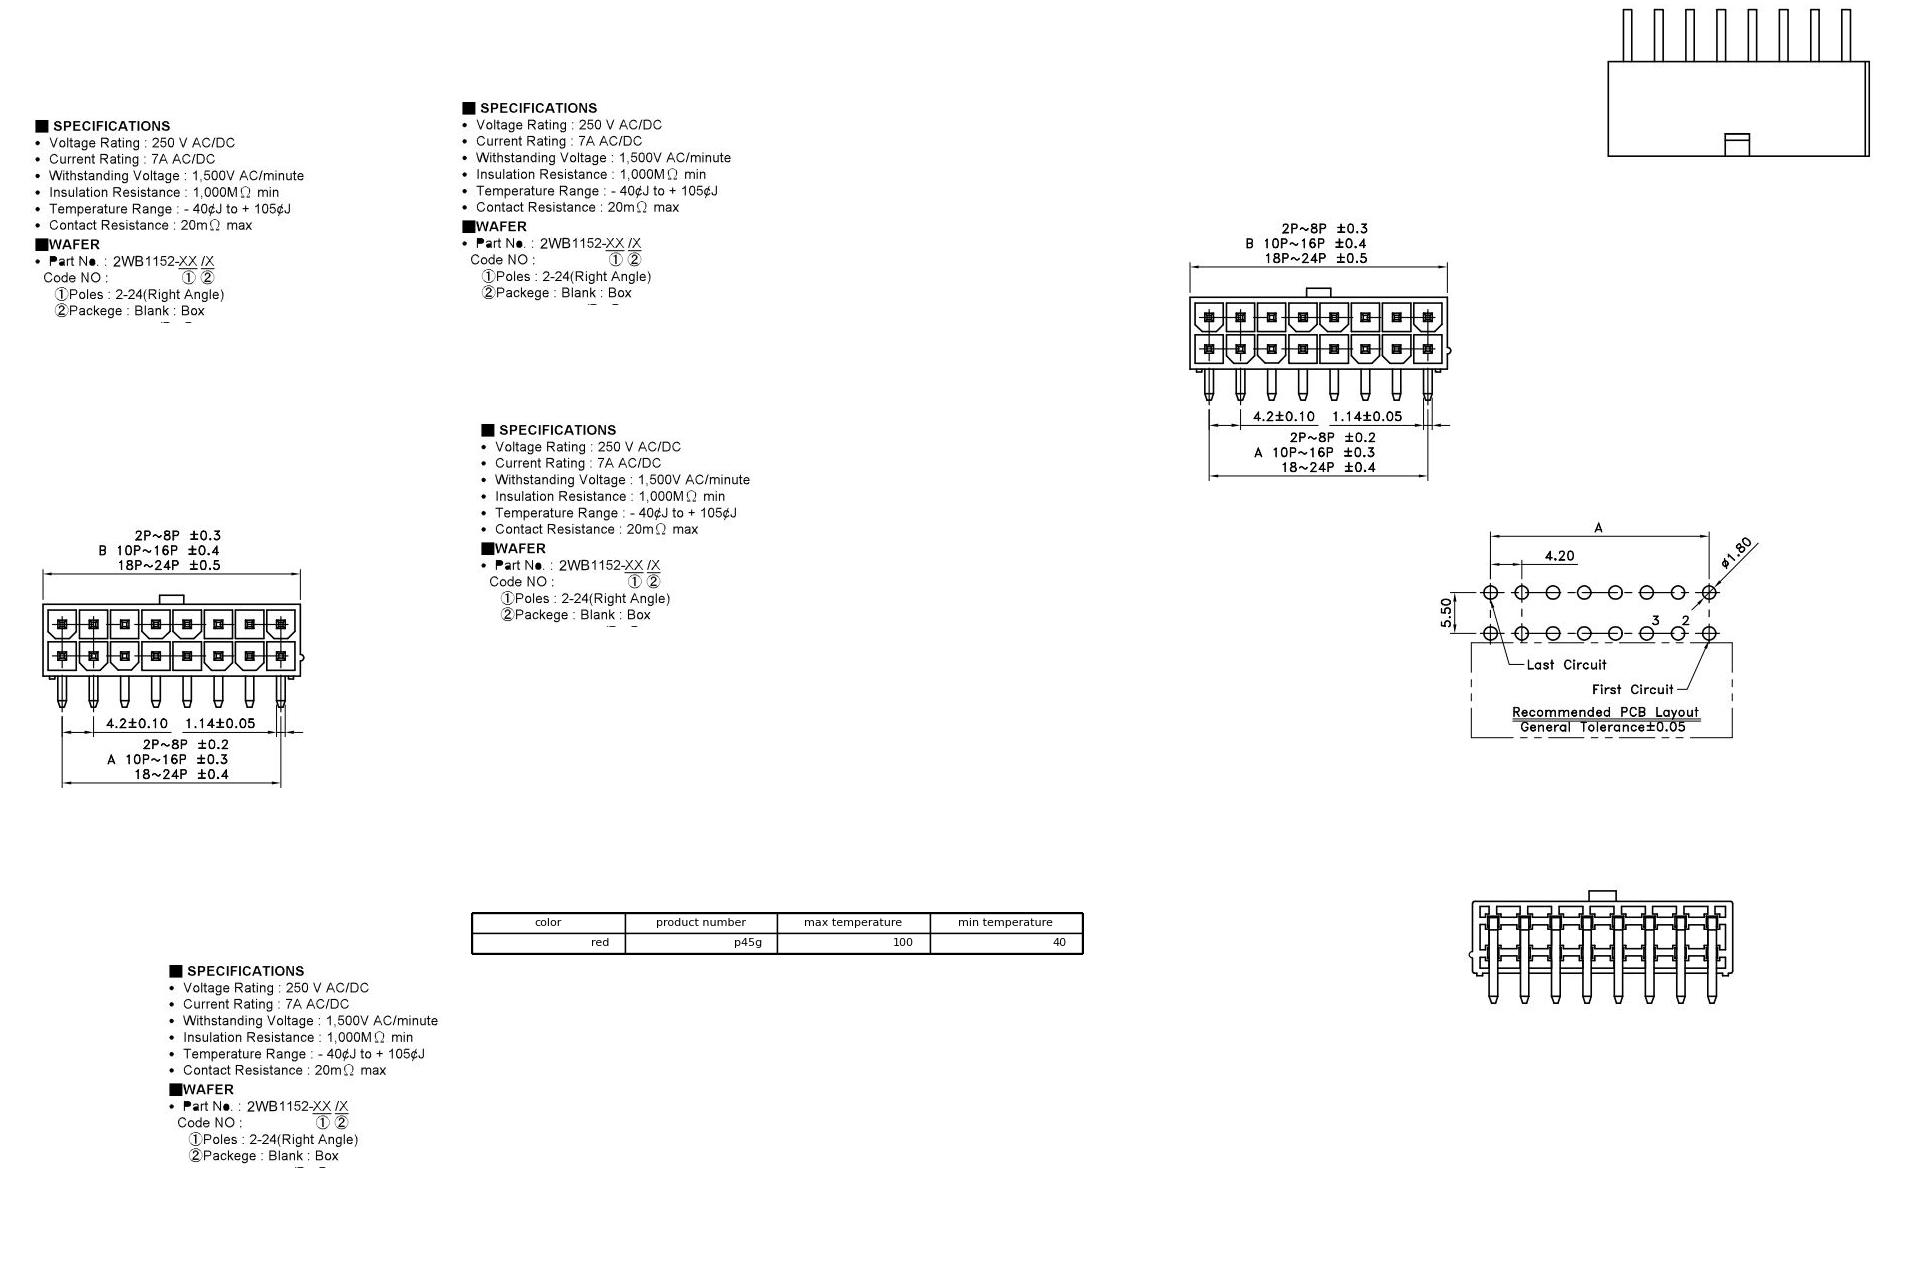 ■ SPECIFICATIONS
• Voltage Rating : 250 V AC/DC
• Current Rating : 7A AC/DC
• Withstanding Voltage : 1,500V AC/minute
• Insulation Resistance : 1,000MΩ min
• Temperature Range : - 40¢J to + 105¢J
• Contact Resistance : 20mΩ max
■WAFER
• Part No. : 2WB1152-XX /X
Code NO : ① ②
①Poles : 2-24(Right Angle)
②Packege : Blank : Box
■ SPECIFICATIONS
• Voltage Rating : 250 V AC/DC
• Current Rating : 7A AC/DC
• Withstanding Voltage : 1,500V AC/minute
• Insulation Resistance : 1,000MΩ min
• Temperature Range : - 40¢J to + 105¢J
• Contact Resistance : 20mΩ max
■WAFER
• Part No. : 2WB1152-XX /X
Code NO : ① ②
①Poles : 2-24(Right Angle)
②Packege : Blank : Box
2P~8P ±0.3
B 10P~16P ±0.4
18P~24P ±0.5
4.2±0.10 1.14±0.05
2P~8P ±0.2
A 10P~16P ±0.3
18~24P ±0.4
■ SPECIFICATIONS
• Voltage Rating : 250 V AC/DC
• Current Rating : 7A AC/DC
• Withstanding Voltage : 1,500V AC/minute
• Insulation Resistance : 1,000MΩ min
• Temperature Range : - 40¢J to + 105¢J
• Contact Resistance : 20mΩ max
■WAFER
• Part No. : 2WB1152-XX /X
Code NO : ① ②
①Poles : 2-24(Right Angle)
②Packege : Blank : Box
2P~8P ±0.3
B 10P~16P ±0.4
18P~24P ±0.5
4.2±0.10 1.14±0.05
2P~8P ±0.2
A 10P~16P ±0.3
18~24P ±0.4
A
4.20
ø1.80
5.50
3 2
Last Circuit
First Circuit
Recommended PCB Layout
General Tolerance±0.05
color product number max temperature min temperature
red p45g 100 40
■ SPECIFICATIONS
• Voltage Rating : 250 V AC/DC
• Current Rating : 7A AC/DC
• Withstanding Voltage : 1,500V AC/minute
• Insulation Resistance : 1,000MΩ min
• Temperature Range : - 40¢J to + 105¢J
• Contact Resistance : 20mΩ max
■WAFER
• Part No. : 2WB1152-XX /X
Code NO : ① ②
①Poles : 2-24(Right Angle)
②Packege : Blank : Box